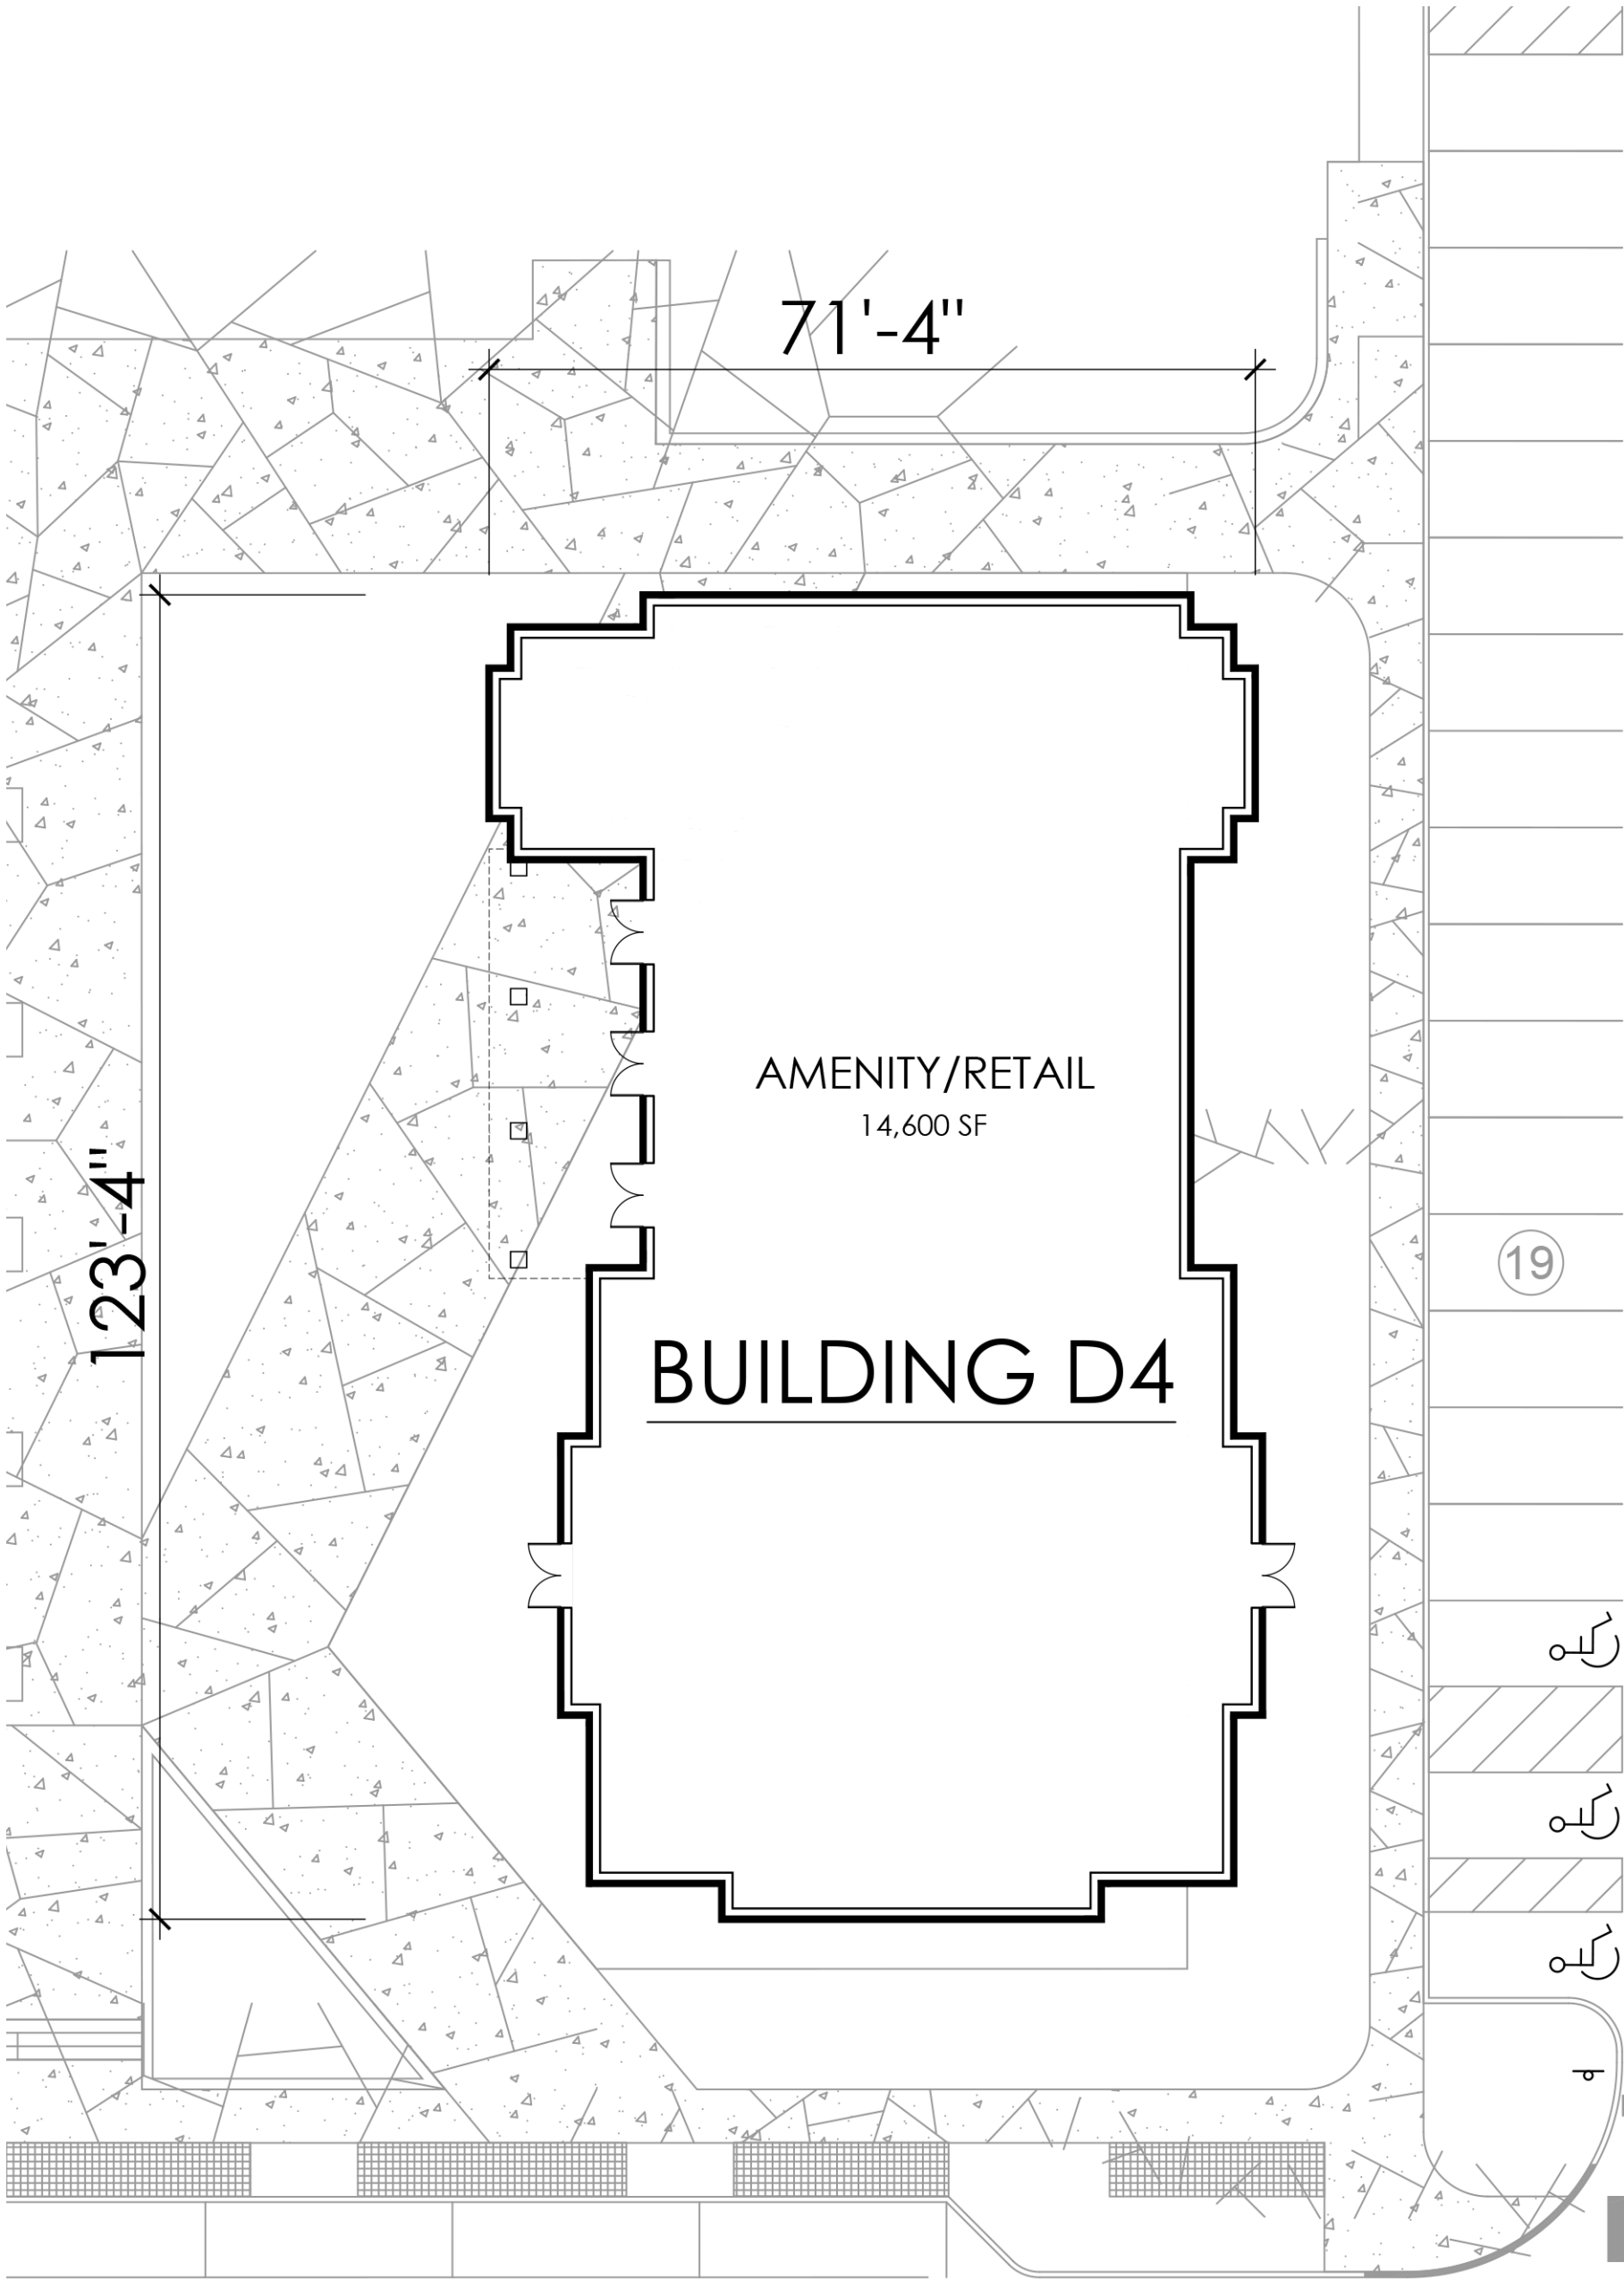 71'-4"
123'-4"
AMENITY/RETAIL
14,600 SF
BUILDING D4
19